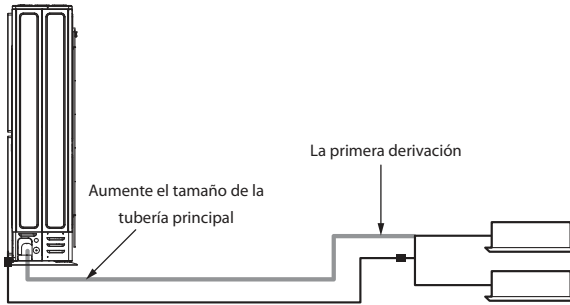 La primera derivación
Aumente el tamaño de la
tubería principal